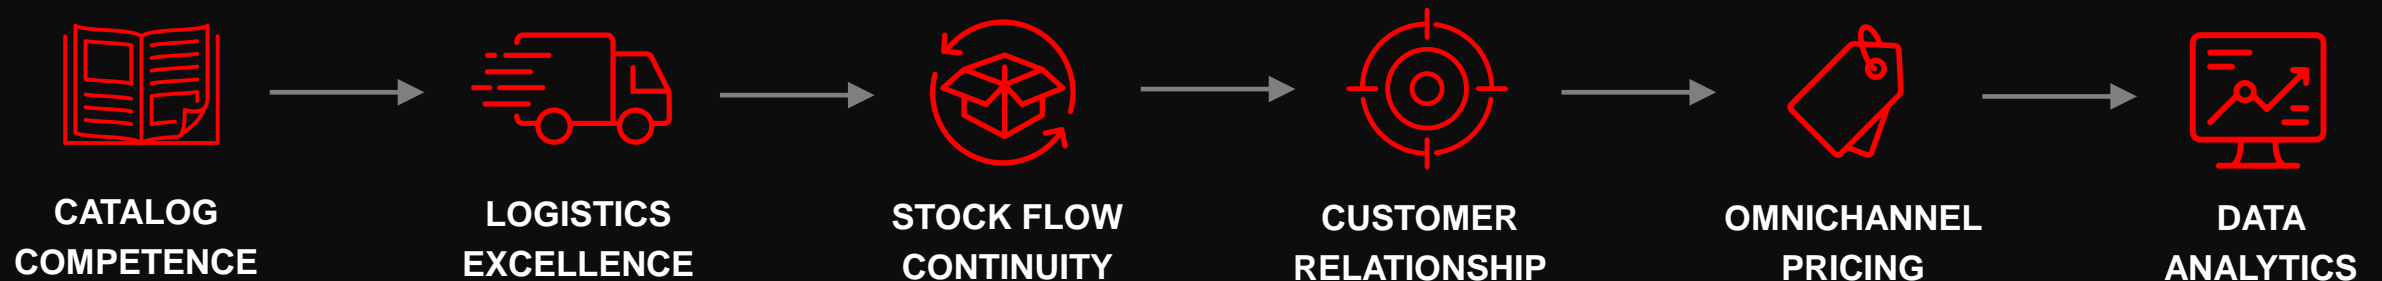 CATALOG
COMPETENCE
LOGISTICS
EXCELLENCE
STOCK FLOW
CONTINUITY
CUSTOMER
RELATIONSHIP
OMNICHANNEL
PRICING
DATA
ANALYTICS